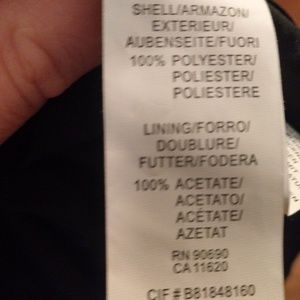 SHELL/ARMAZON/
EXTERIEUR/
AUBENSEITE/FUORI
100% POLYESTER/
POLIESTER/
POLIESTERE
LINING/FORRO/
DOUBLURE/
FUTTER/FODERA
100% ACETATE/
ACETATO/
ACÉTATE/
AZETAT
RN 90690
CA 11620
CIF # B81848160